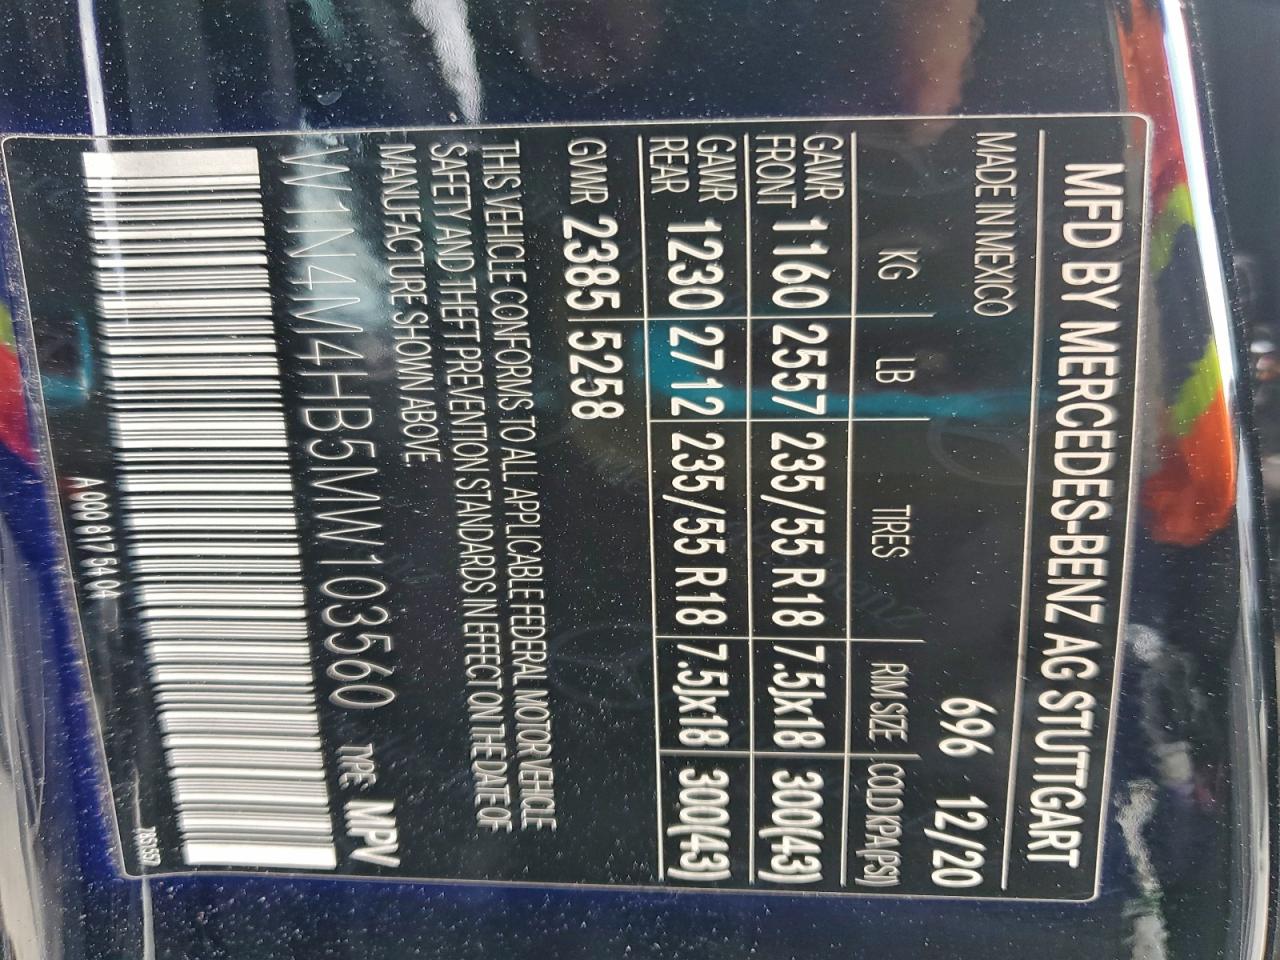 MFD BY MERCEDES-BENZ AG STUTTGART
MADE IN MEXICO 696 12/20
KG LB TIRES RIM SIZE COLD KPA(PSI)
GAWR FRONT 1160 2557 235/55 R18 7.5Jx18 300(43)
GAWR REAR 1230 2712 235/55 R18 7.5Jx18 300(43)
GVWR 2385 5258
THIS VEHICLE CONFORMS TO ALL APPLICABLE FEDERAL MOTOR VEHICLE
SAFETY AND THEFT PREVENTION STANDARDS IN EFFECT ON THE DATE OF
MANUFACTURE SHOWN ABOVE.
W1N4M4HB5MW103560 TYPE MPV
A 000 817 54 04